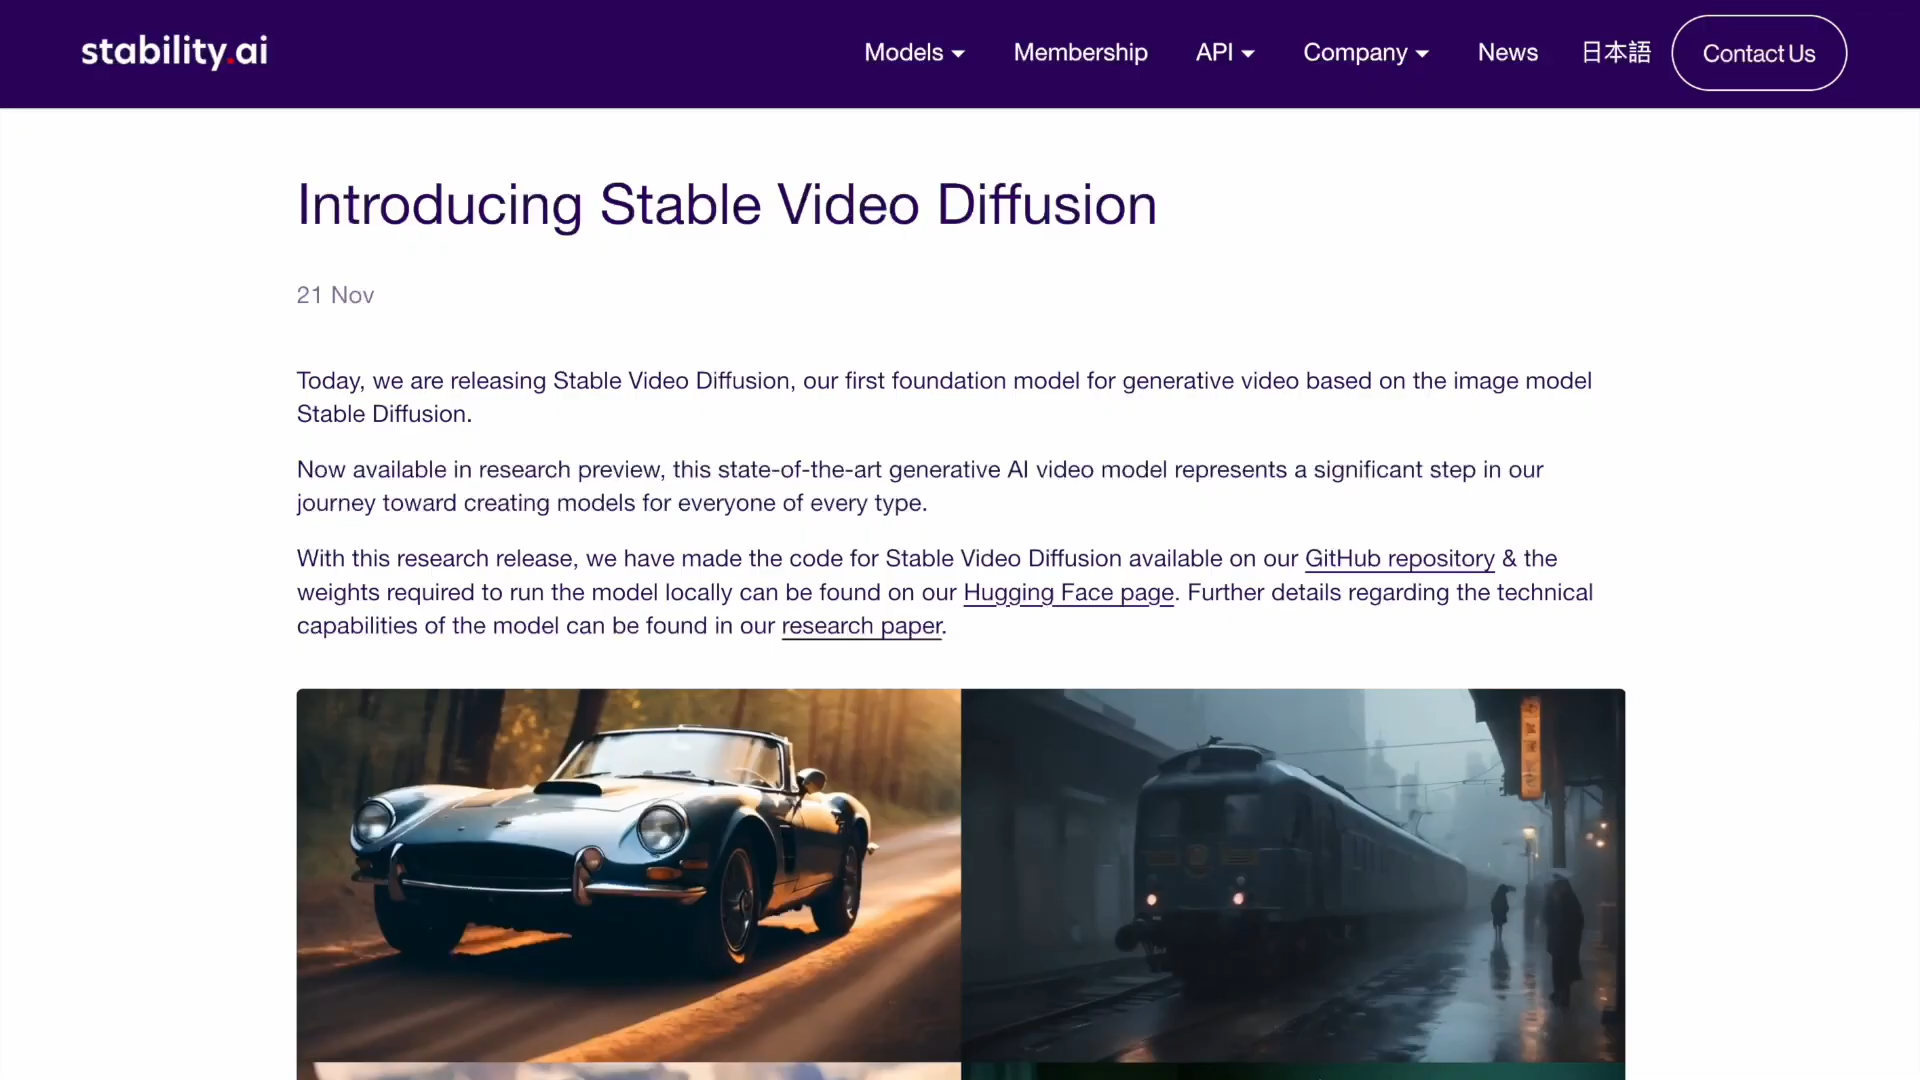 stability.ai
Models
Membership
API
Company
News
日本語
Contact Us
Introducing Stable Video Diffusion
21 Nov
Today, we are releasing Stable Video Diffusion, our first foundation model for generative video based on the image model
Stable Diffusion.
Now available in research preview, this state-of-the-art generative AI video model represents a significant step in our
journey toward creating models for everyone of every type.
With this research release, we have made the code for Stable Video Diffusion available on our GitHub repository & the
weights required to run the model locally can be found on our Hugging Face page. Further details regarding the technical
capabilities of the model can be found in our research paper.